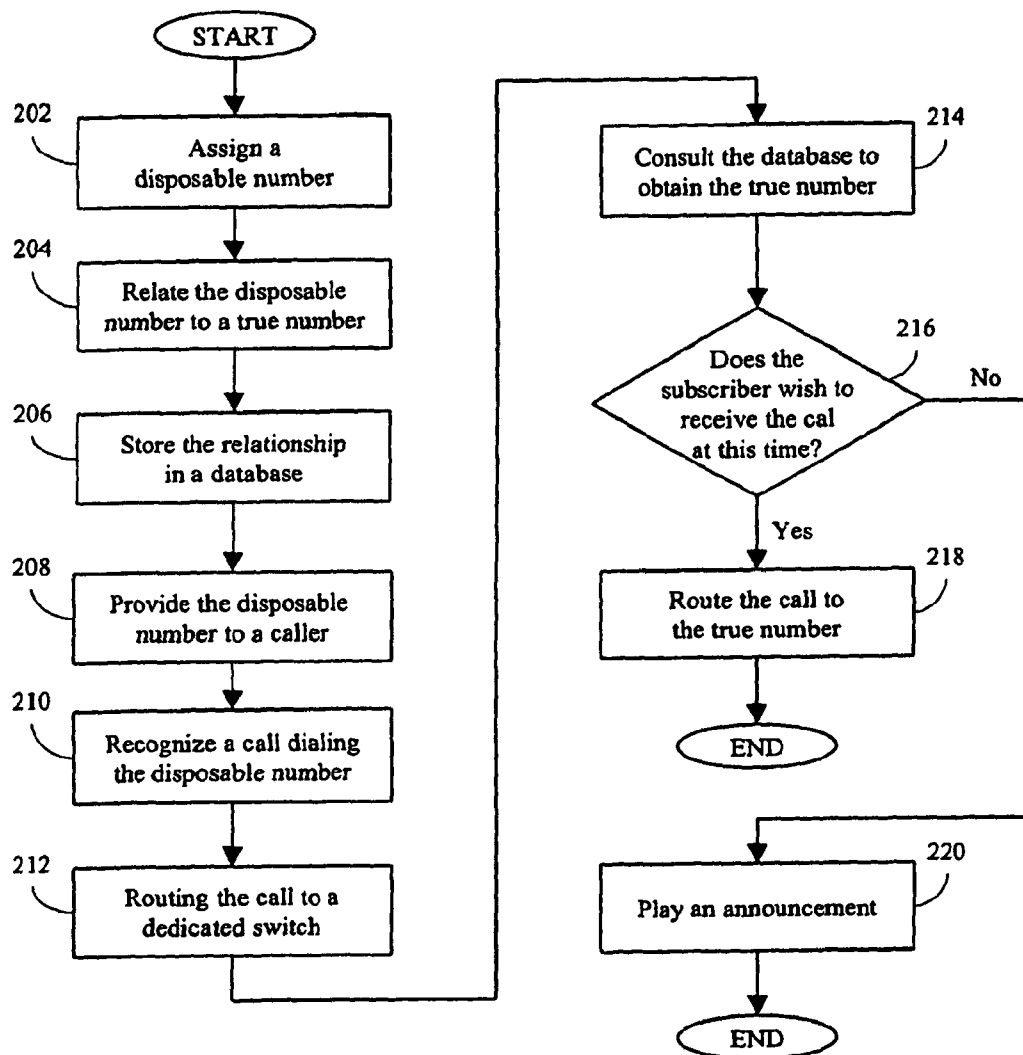 START
202
Assign a
disposable number
204
Relate the disposable
number to a true number
206
Store the relationship
in a database
208
Provide the disposable
number to a caller
210
Recognize a call dialing
the disposable number
212
Routing the call to a
dedicated switch
214
Consult the database to
obtain the true number
216
Does the
subscriber wish to
receive the cal
at this time?
No
Yes
218
Route the call to
the true number
END
220
Play an announcement
END